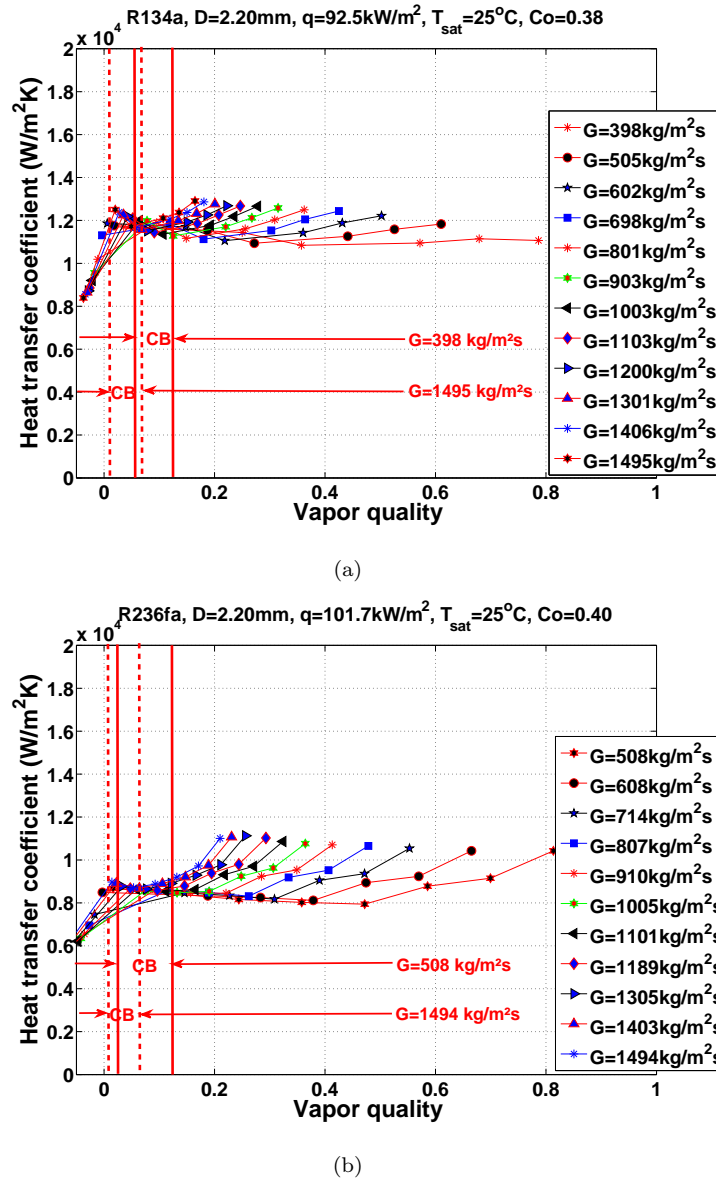 R134a, D=2.20mm, q=92.5kW/m², T_sat=25°C, Co=0.38
x 10⁴
2
1.8
1.6
1.4
1.2
1
0.8
0.6
0.4
0.2
0
Heat transfer coefficient (W/m²K)
G=398kg/m²s
G=505kg/m²s
G=602kg/m²s
G=698kg/m²s
G=801kg/m²s
G=903kg/m²s
G=1003kg/m²s
G=1103kg/m²s
G=1200kg/m²s
G=1301kg/m²s
G=1406kg/m²s
G=1495kg/m²s
CB
G=398 kg/m²s
CB
G=1495 kg/m²s
0 0.2 0.4 0.6 0.8 1
Vapor quality
(a)
R236fa, D=2.20mm, q=101.7kW/m², T_sat=25°C, Co=0.40
x 10⁴
2
1.8
1.6
1.4
1.2
1
0.8
0.6
0.4
0.2
0
Heat transfer coefficient (W/m²K)
G=508kg/m²s
G=608kg/m²s
G=714kg/m²s
G=807kg/m²s
G=910kg/m²s
G=1005kg/m²s
G=1101kg/m²s
G=1189kg/m²s
G=1305kg/m²s
G=1403kg/m²s
G=1494kg/m²s
CB
G=508 kg/m²s
CB
G=1494 kg/m²s
0 0.2 0.4 0.6 0.8 1
Vapor quality
(b)